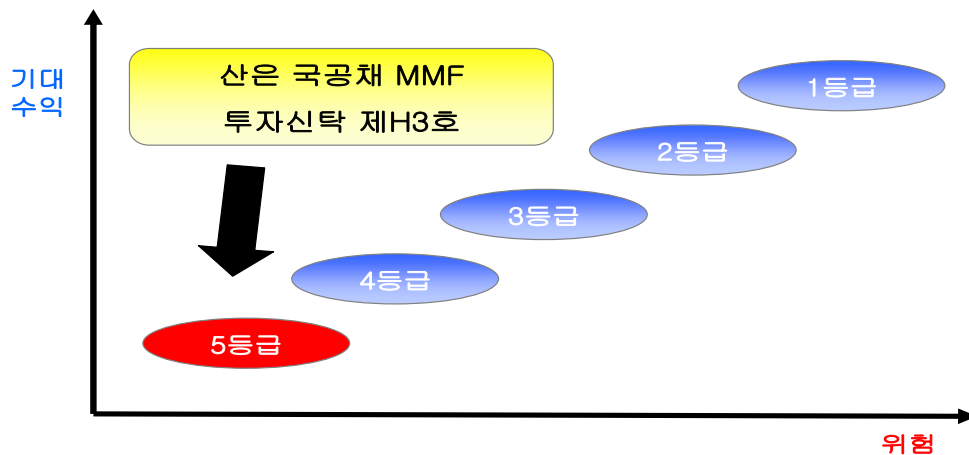 기대
수익
산은 국공채 MMF
투자신탁 제H3호
1등급
2등급
3등급
4등급
5등급
위험